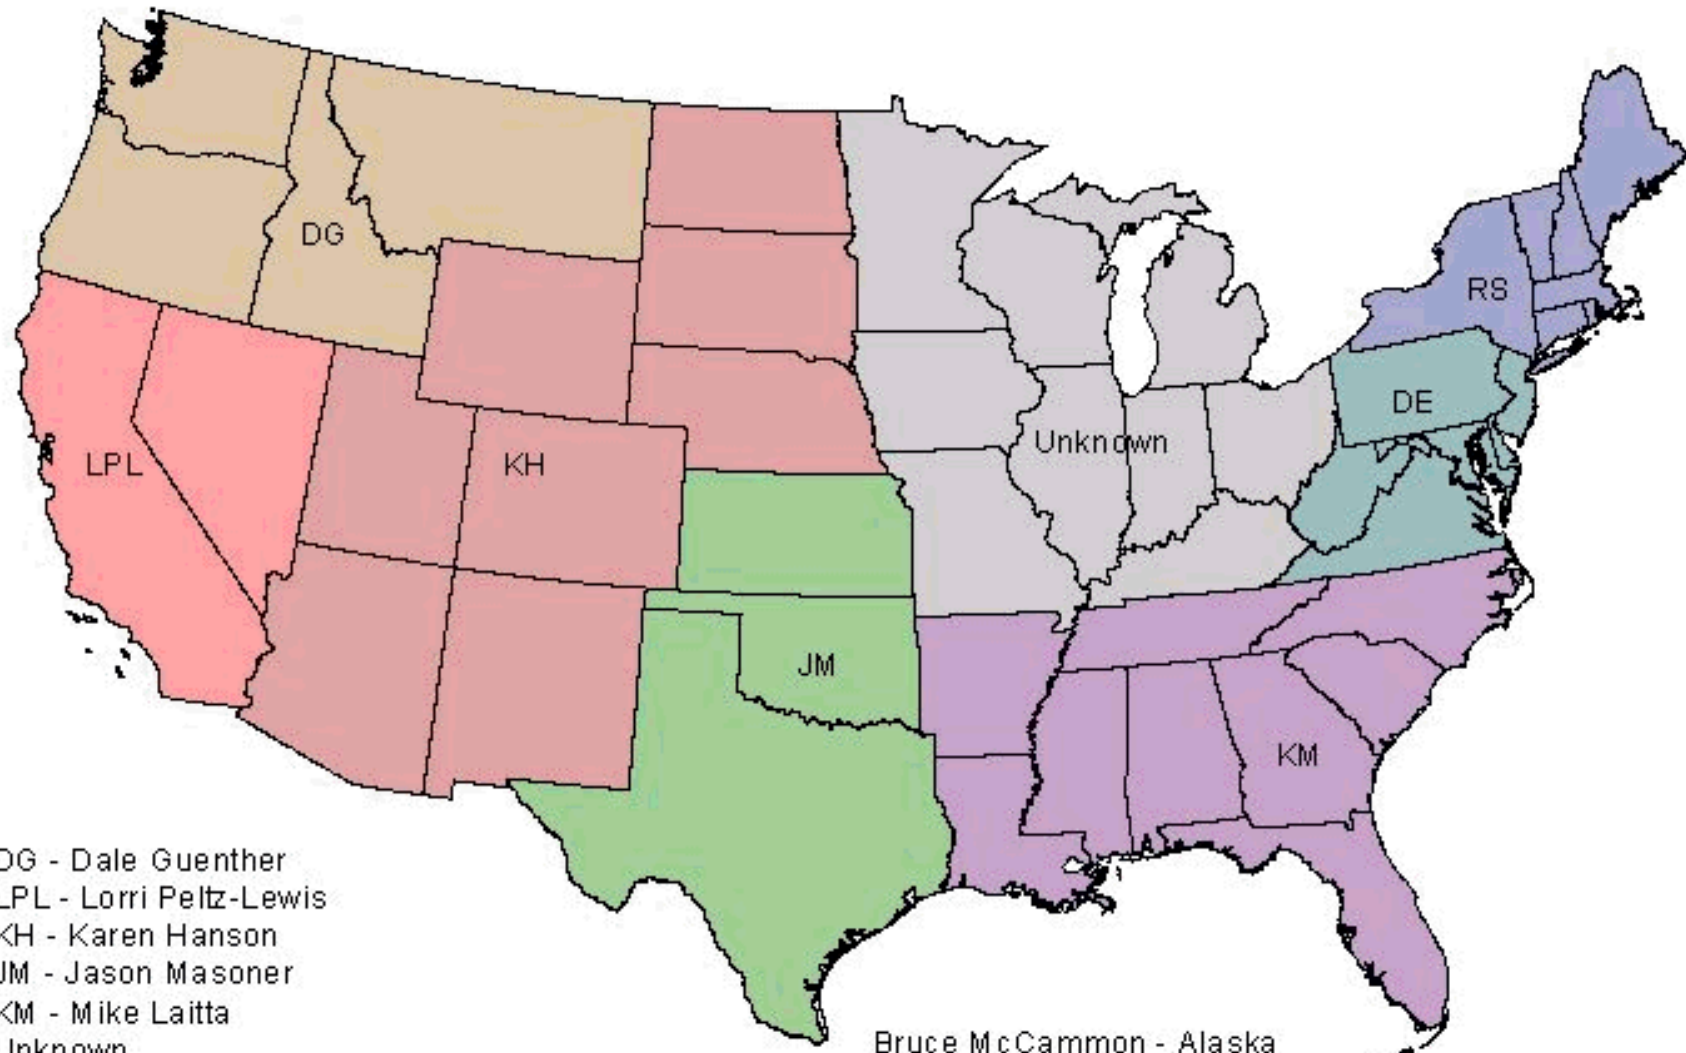 DG
RS
DE
Unknown
LPL
KH
JM
KM
DG - Dale Guenther
LPL - Lorri Peltz-Lewis
KH - Karen Hanson
JM - Jason Masoner
KM - Mike Laitta
Unknown
Bruce McCammon - Alaska